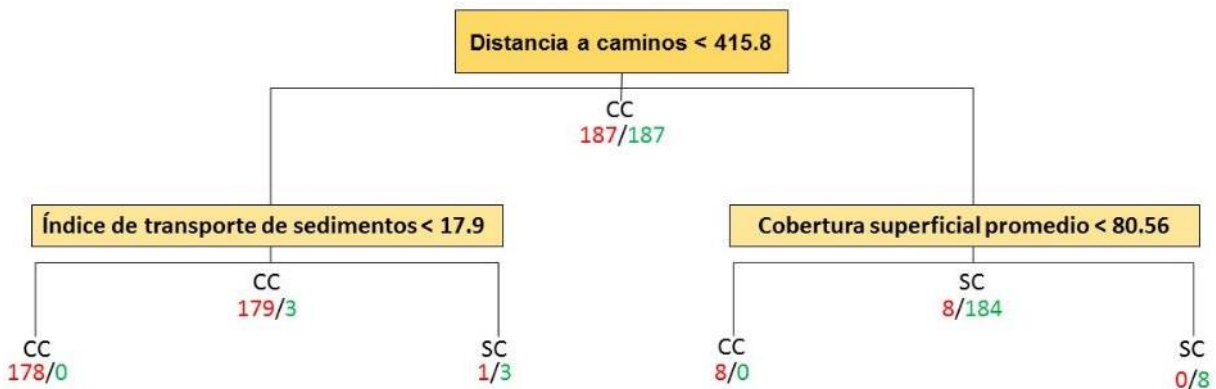 Distancia a caminos < 415.8
CC
187/187
Índice de transporte de sedimentos < 17.9
Cobertura superficial promedio < 80.56
CC
179/3
SC
8/184
CC
178/0
SC
1/3
CC
8/0
SC
0/8